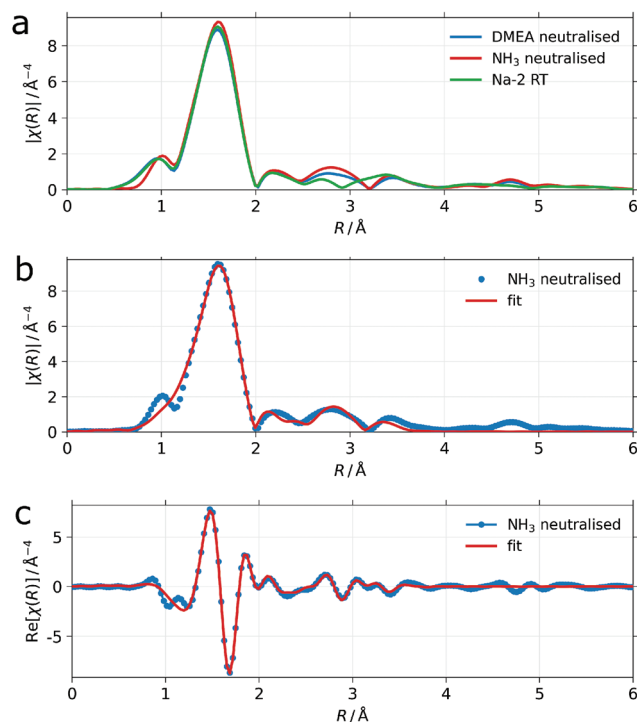 a
DMEA neutralised
NH₃ neutralised
Na-2 RT
|χ(R)| / Å⁻⁴
8
6
4
2
0
0 1 2 3 4 5 6
R / Å
b
NH₃ neutralised
fit
|χ(R)| / Å⁻⁴
8
6
4
2
0
0 1 2 3 4 5 6
R / Å
c
NH₃ neutralised
fit
Re[χ(R)] / Å⁻⁴
5
0
-5
0 1 2 3 4 5 6
R / Å